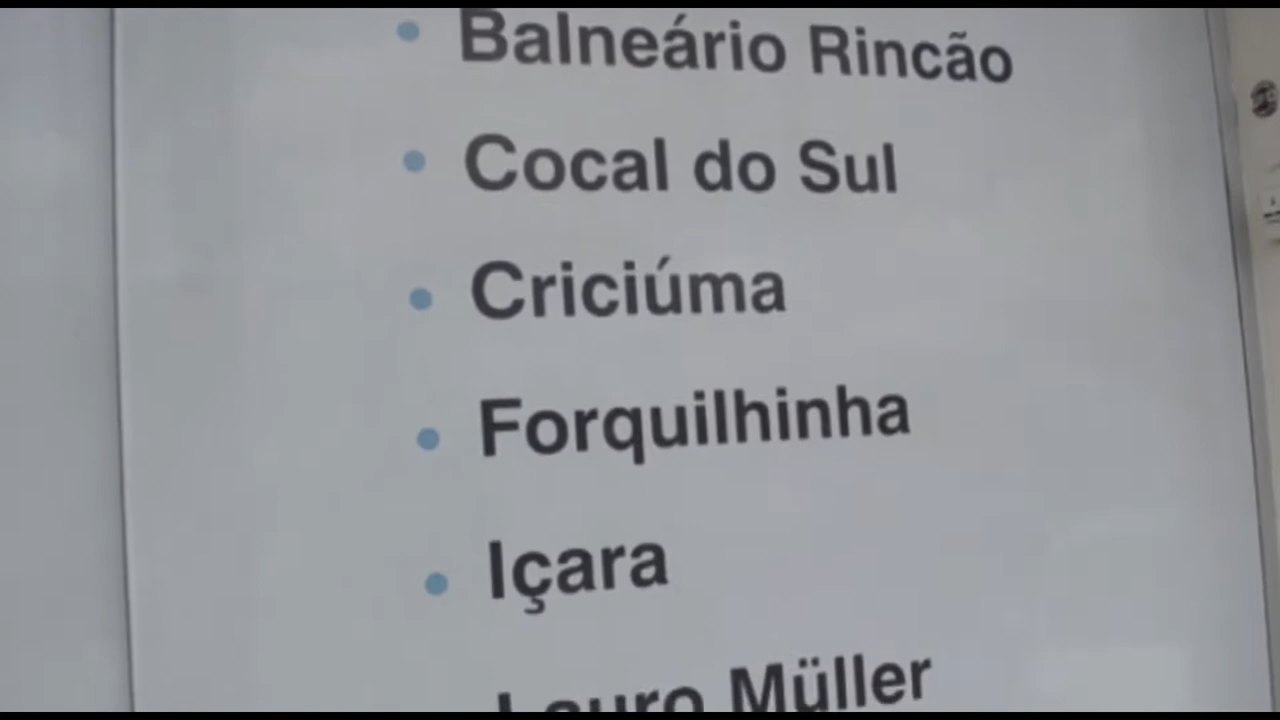 Balneário Rincão
Cocal do Sul
Criciúma
Forquilhinha
Içara
Lauro Müller